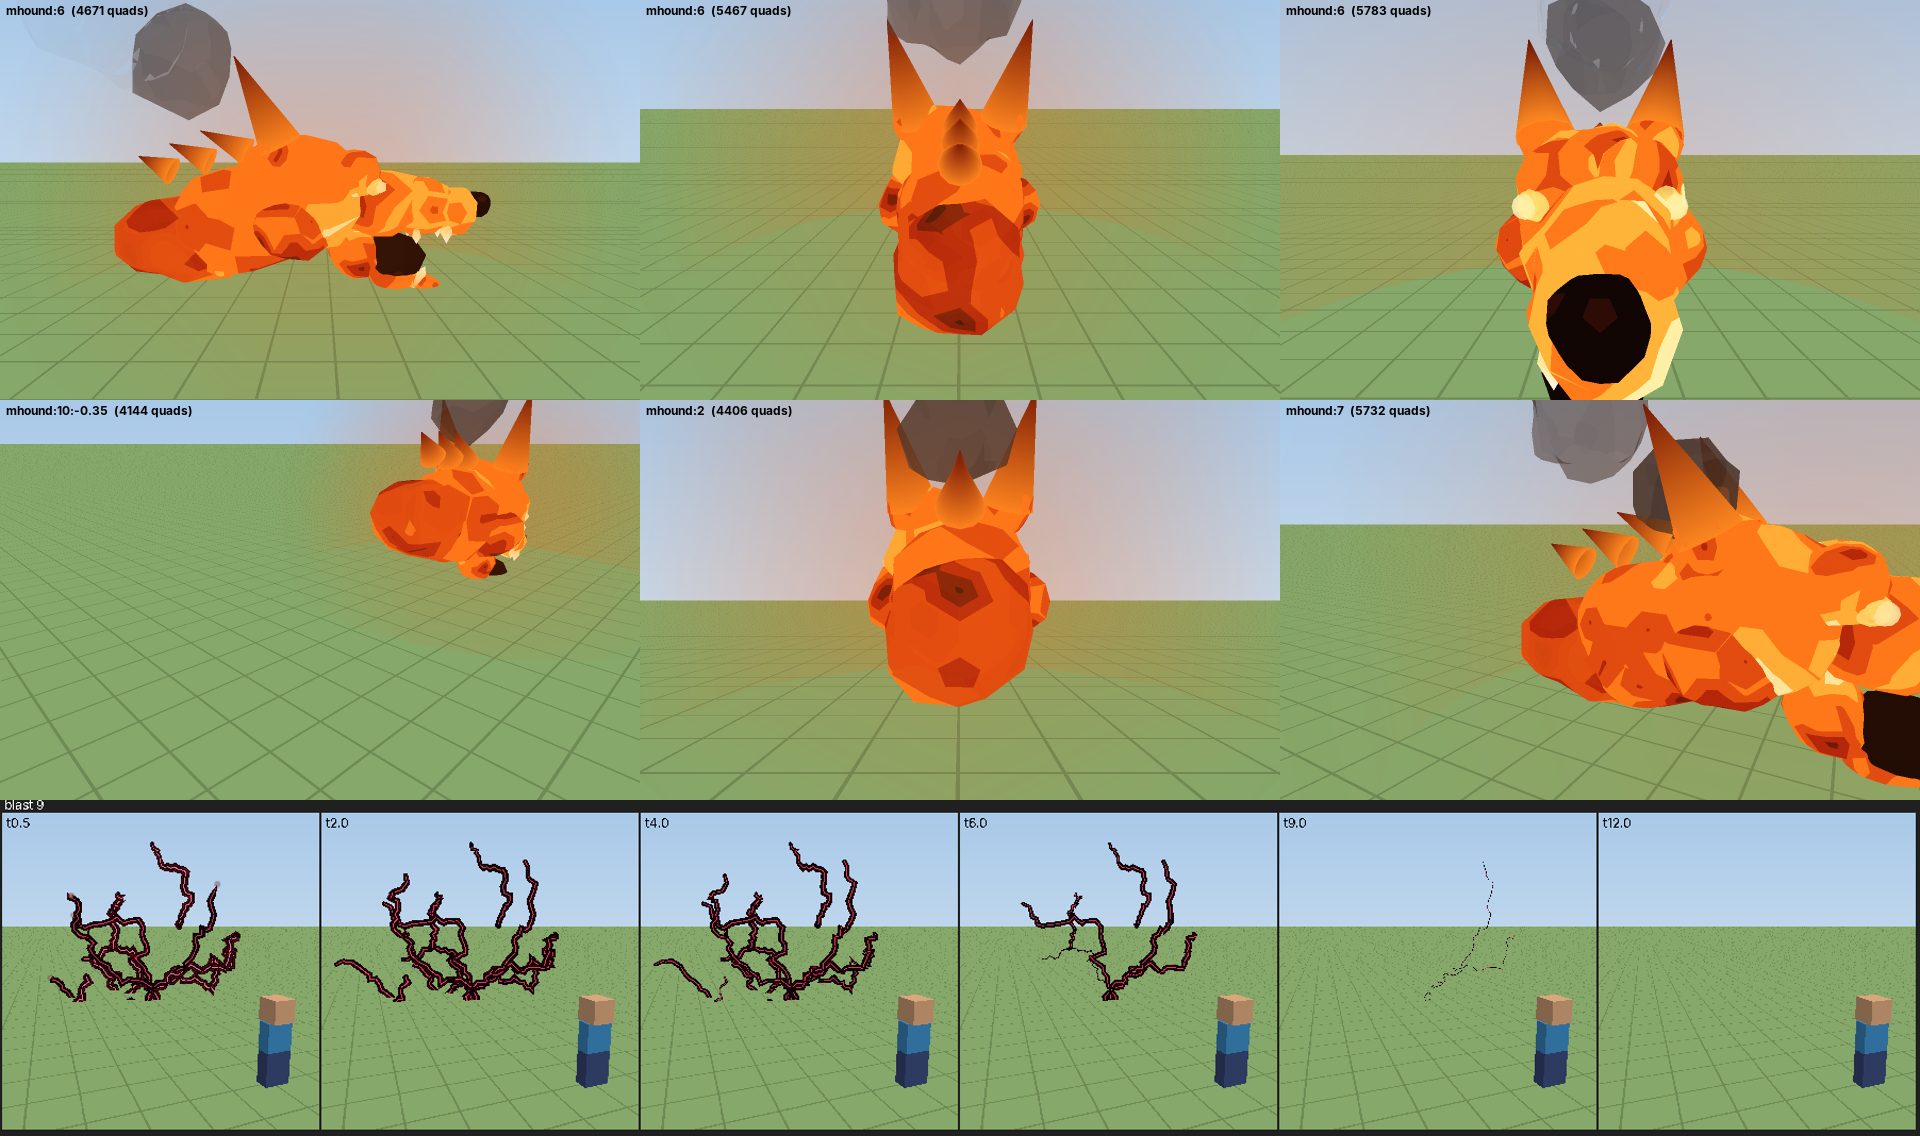 mhound:6  (4671 quads)
mhound:6  (5467 quads)
mhound:6  (5783 quads)
mhound:10:-0.35  (4144 quads)
mhound:2  (4406 quads)
mhound:7  (5732 quads)
blast 9
t0.5
t2.0
t4.0
t6.0
t9.0
t12.0